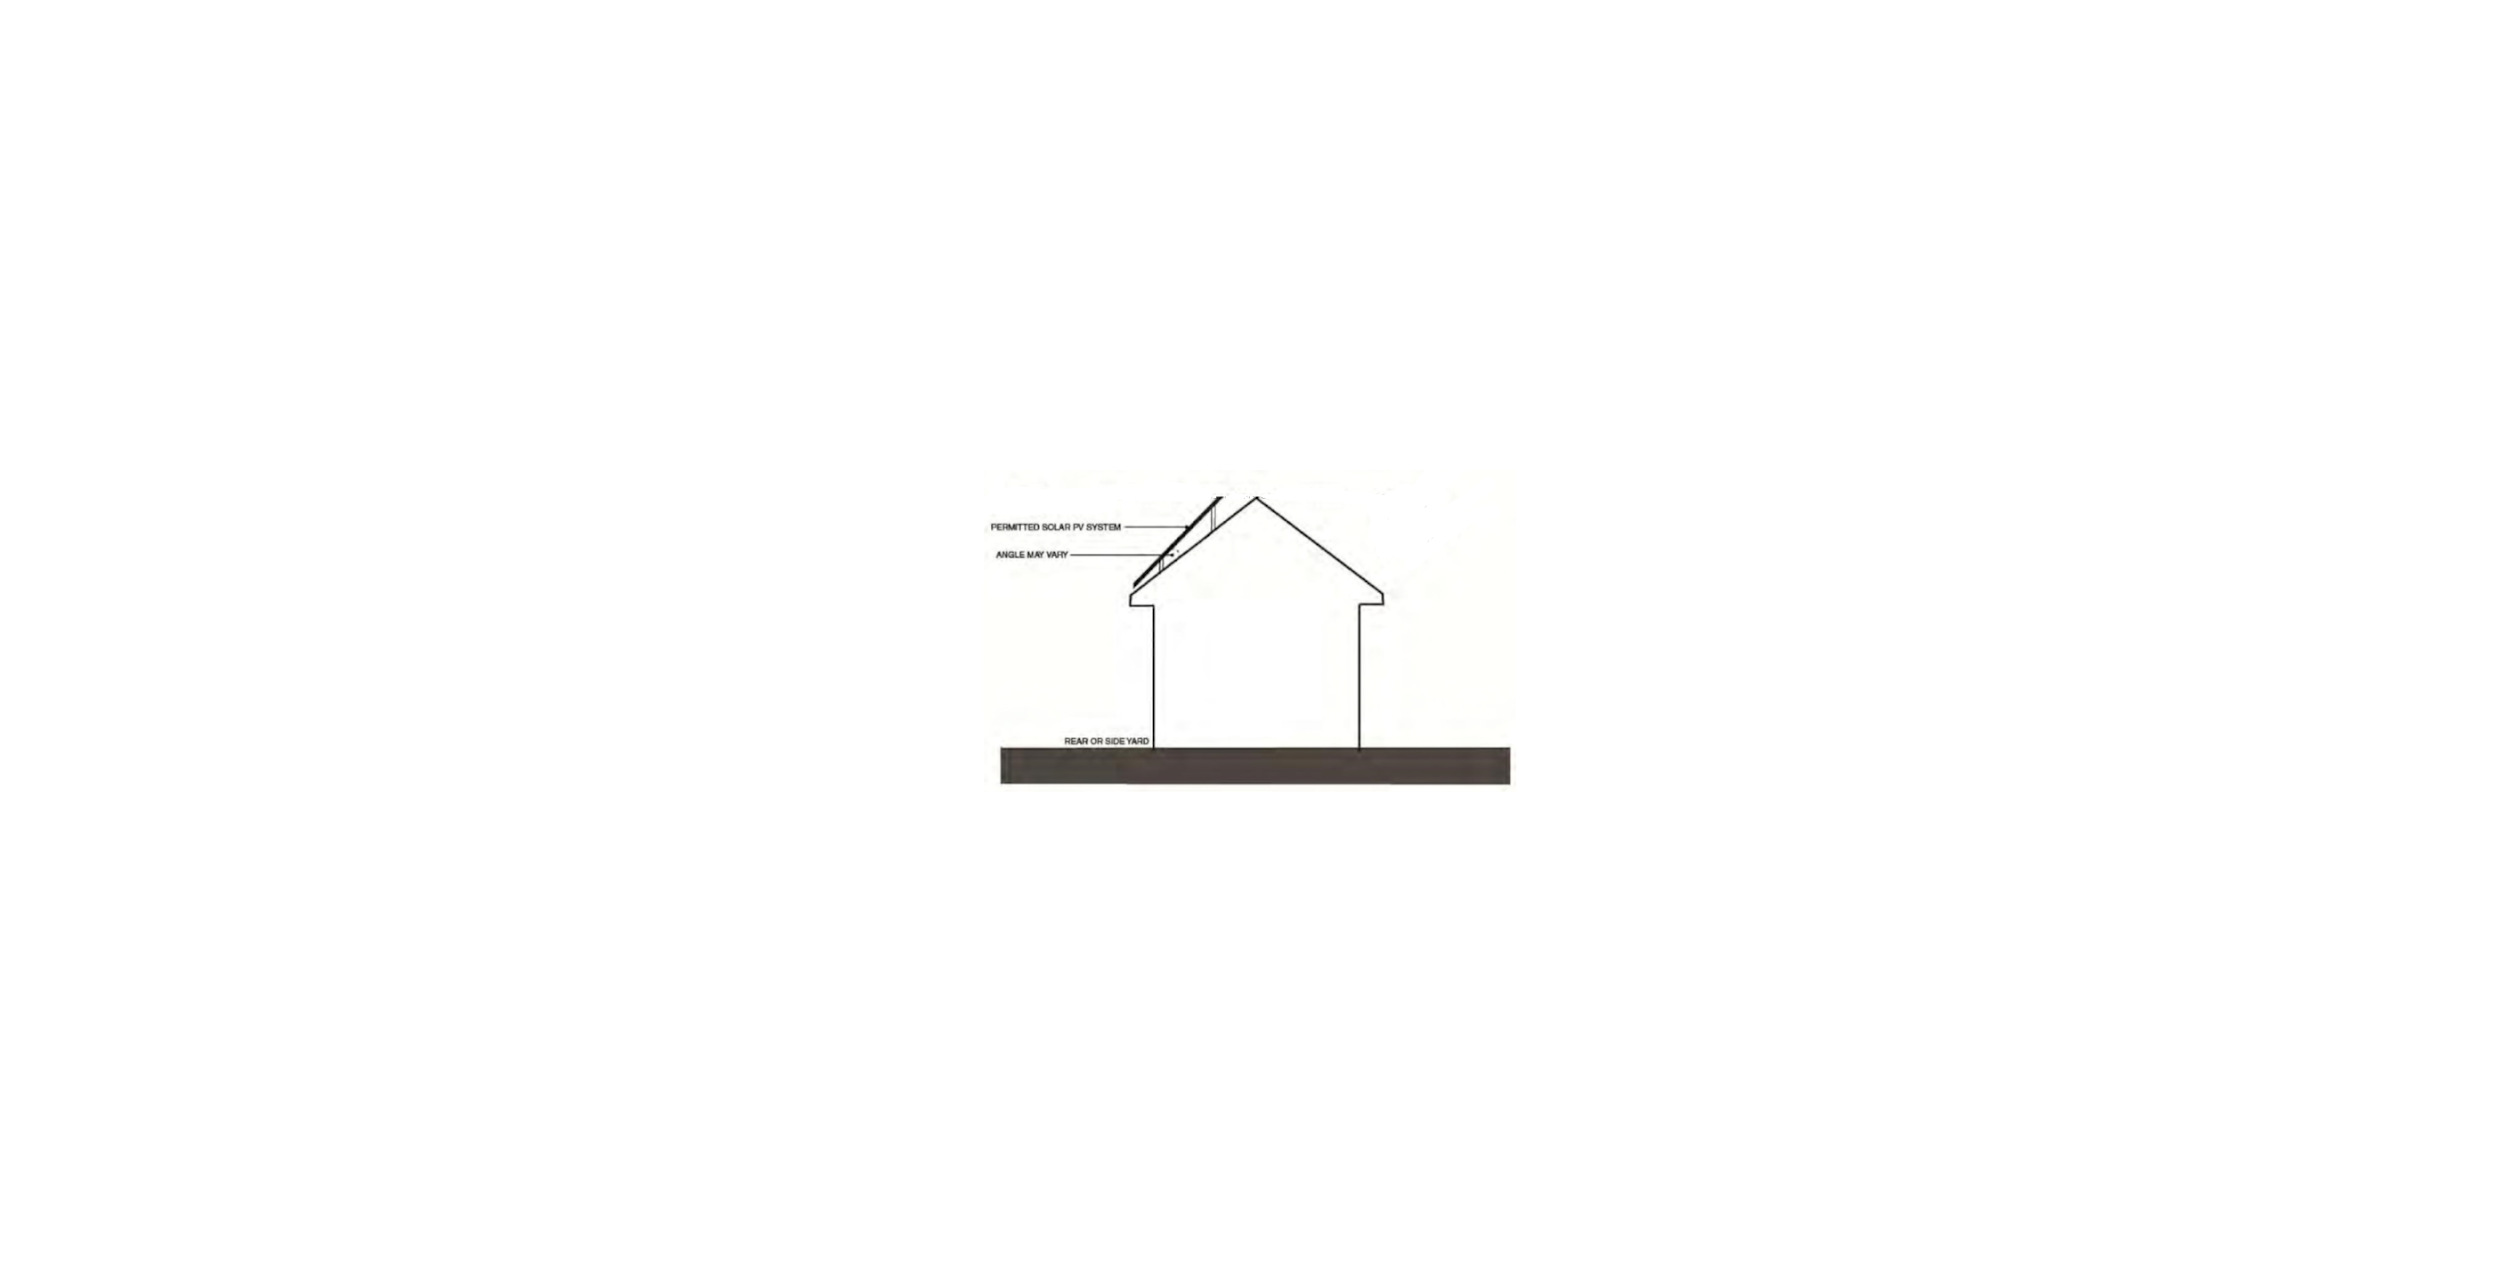 PERMITTED SOLAR PV SYSTEM
ANGLE MAY VARY
REAR OR SIDE YARD